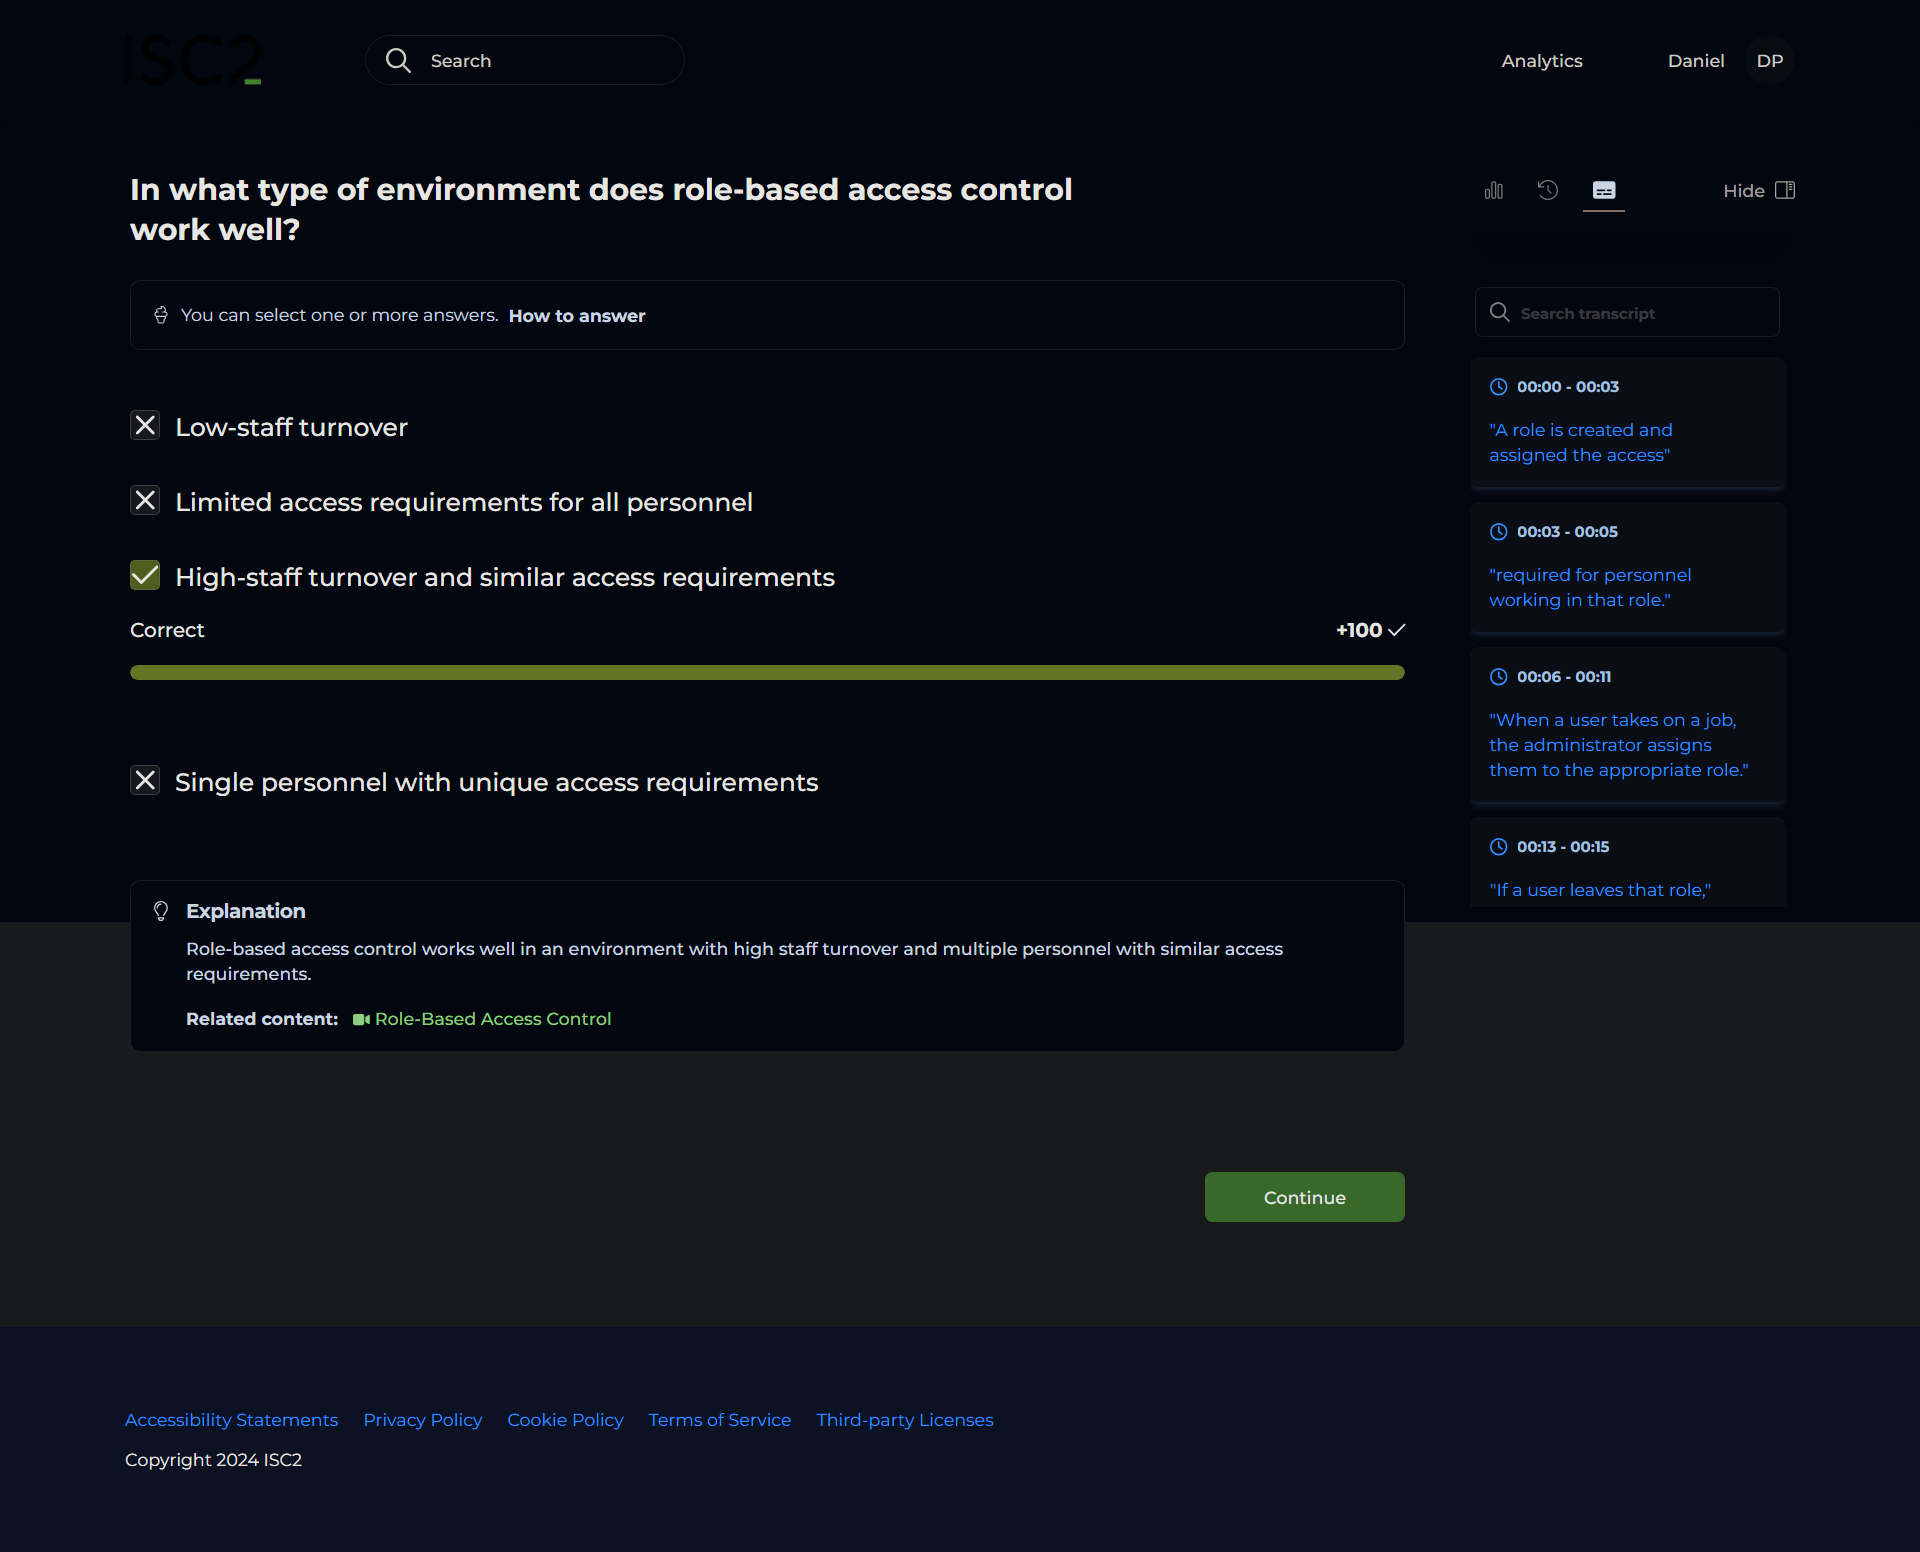 ISC2
Search
Analytics
Daniel
DP
In what type of environment does role-based access control
work well?
You can select one or more answers. How to answer
Low-staff turnover
Limited access requirements for all personnel
High-staff turnover and similar access requirements
Correct
+100
Single personnel with unique access requirements
Explanation
Role-based access control works well in an environment with high staff turnover and multiple personnel with similar access
requirements.
Related content: Role-Based Access Control
Continue
Hide
Search transcript
00:00 - 00:03
"A role is created and
assigned the access"
00:03 - 00:05
"required for personnel
working in that role."
00:06 - 00:11
"When a user takes on a job,
the administrator assigns
them to the appropriate role."
00:13 - 00:15
"If a user leaves that role,"
Accessibility Statements
Privacy Policy
Cookie Policy
Terms of Service
Third-party Licenses
Copyright 2024 ISC2